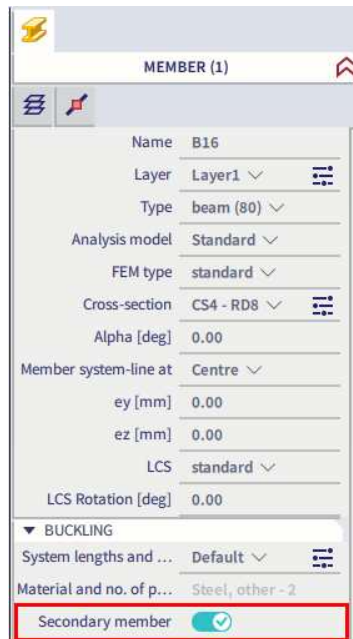 MEMBER (1)
Name B16
Layer Layer1
Type beam (80)
Analysis model Standard
FEM type standard
Cross-section CS4 - RD8
Alpha [deg] 0.00
Member system-line at Centre
ey [mm] 0.00
ez [mm] 0.00
LCS standard
LCS Rotation [deg] 0.00
BUCKLING
System lengths and ... Default
Material and no. of p... Steel, other - 2
Secondary member